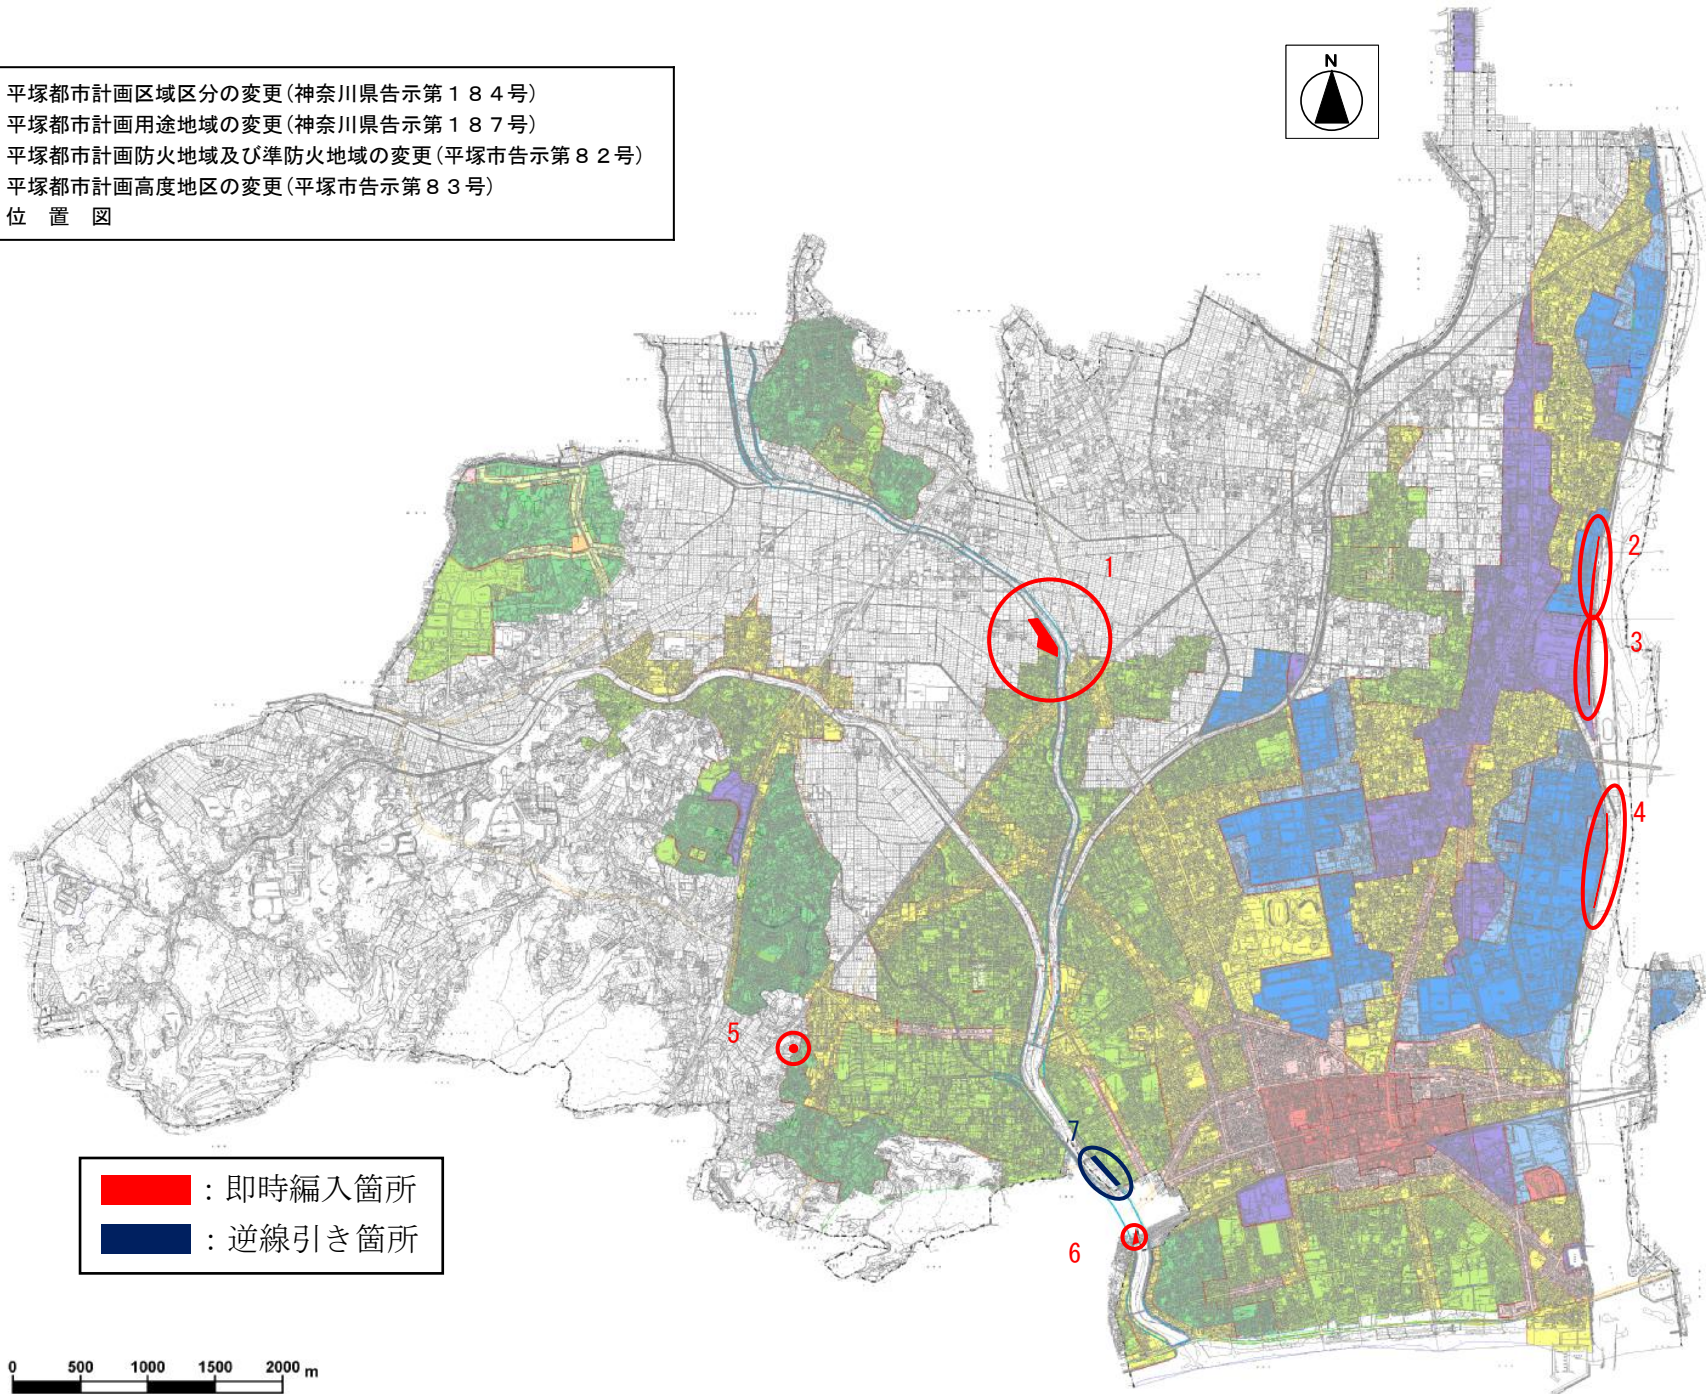 平塚都市計画区域区分の変更(神奈川県告示第184号)
平塚都市計画用途地域の変更(神奈川県告示第187号)
平塚都市計画防火地域及び準防火地域の変更(平塚市告示第82号)
平塚都市計画高度地区の変更(平塚市告示第83号)
位 置 図
N
1
2
3
4
5
7
6
：即時編入箇所
：逆線引き箇所
0 500 1000 1500 2000 m